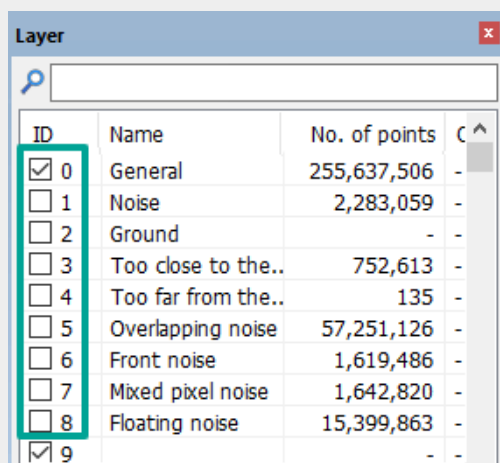 Layer x
ID Name No. of points C
0 General 255,637,506 -
1 Noise 2,283,059 -
2 Ground - -
3 Too close to the.. 752,613 -
4 Too far from the.. 135 -
5 Overlapping noise 57,251,126 -
6 Front noise 1,619,486 -
7 Mixed pixel noise 1,642,820 -
8 Floating noise 15,399,863 -
9 - -